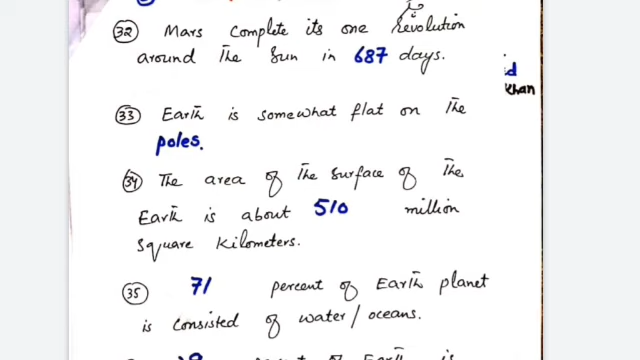 (32) Mars complete its one Revolution
around the Sun in 687 days.
(33) Earth is somewhat flat on the
poles.
(34) The area of the surface of the
Earth is about 510 million
square kilometers.
(35) 71 percent of Earth planet
is consisted of water/oceans.
Khan